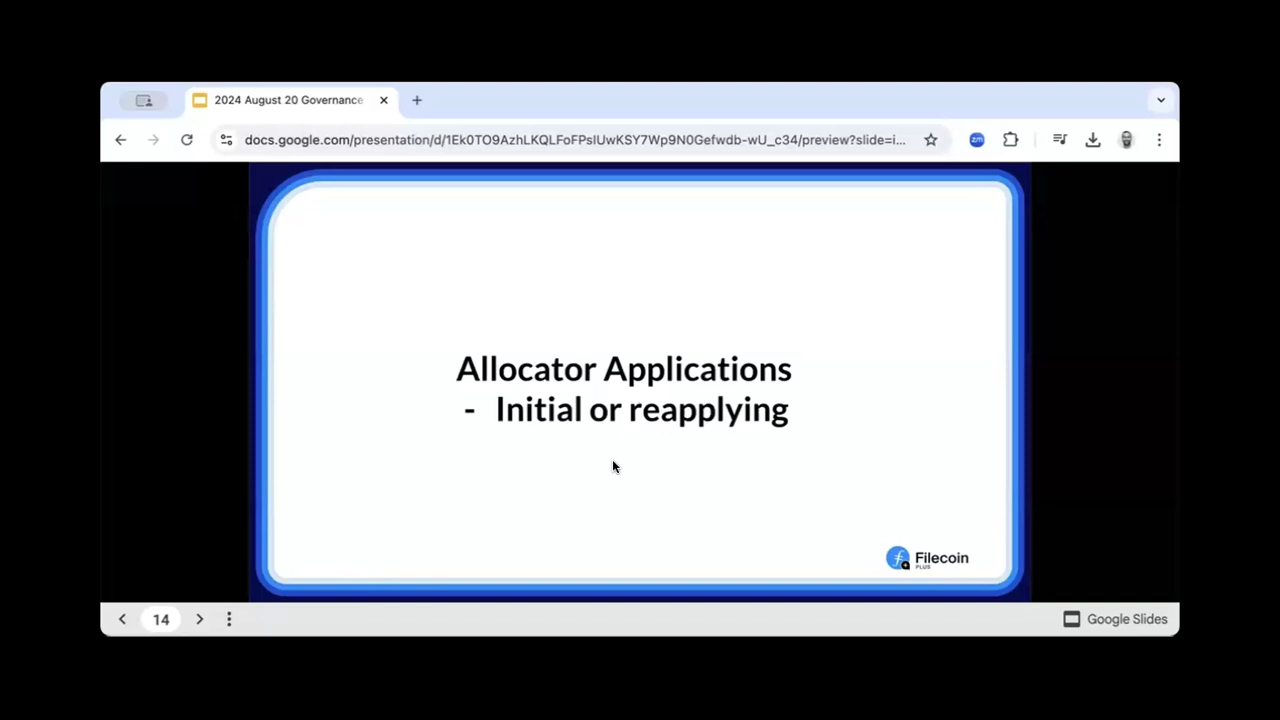 2024 August 20 Governance
docs.google.com/presentation/d/1Ek0TO9AzhLKQLFoFPsIUwKSY7Wp9N0Gefwdb-wU_c34/preview?slide=i...
zm
Allocator Applications
- Initial or reapplying
Filecoin
PLUS
14
Google Slides